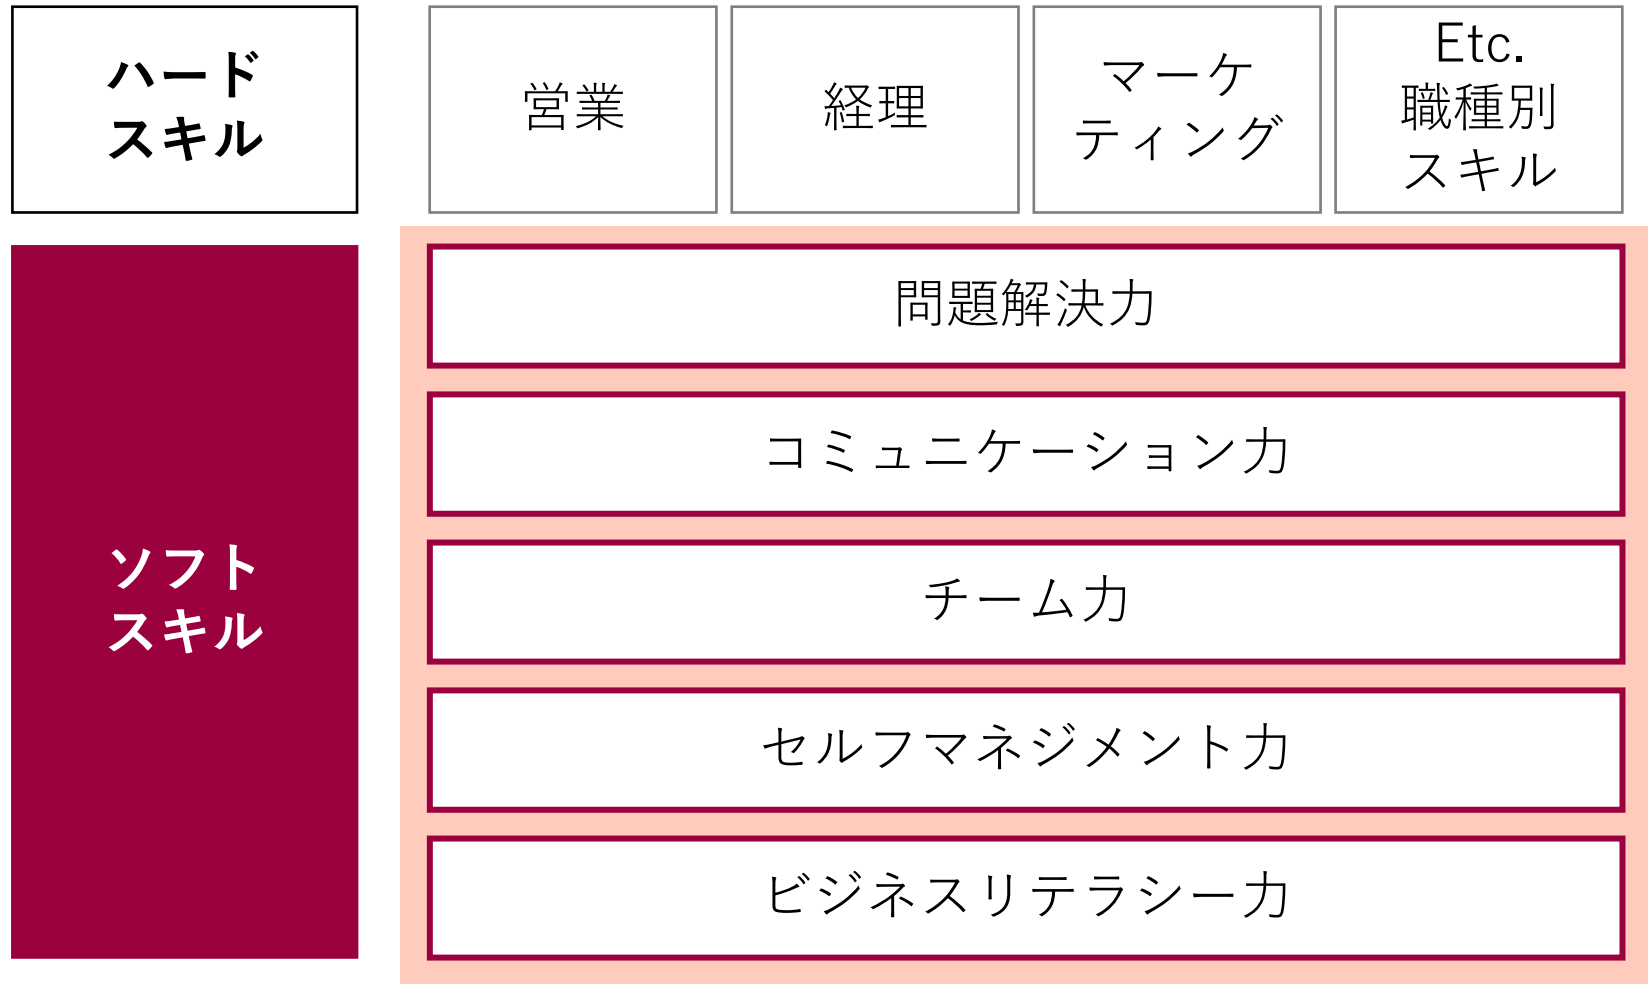 ハード
スキル
営業
経理
マーケ
ティング
Etc.
職種別
スキル
ソフト
スキル
問題解決力
コミュニケーション力
チーム力
セルフマネジメント力
ビジネスリテラシー力